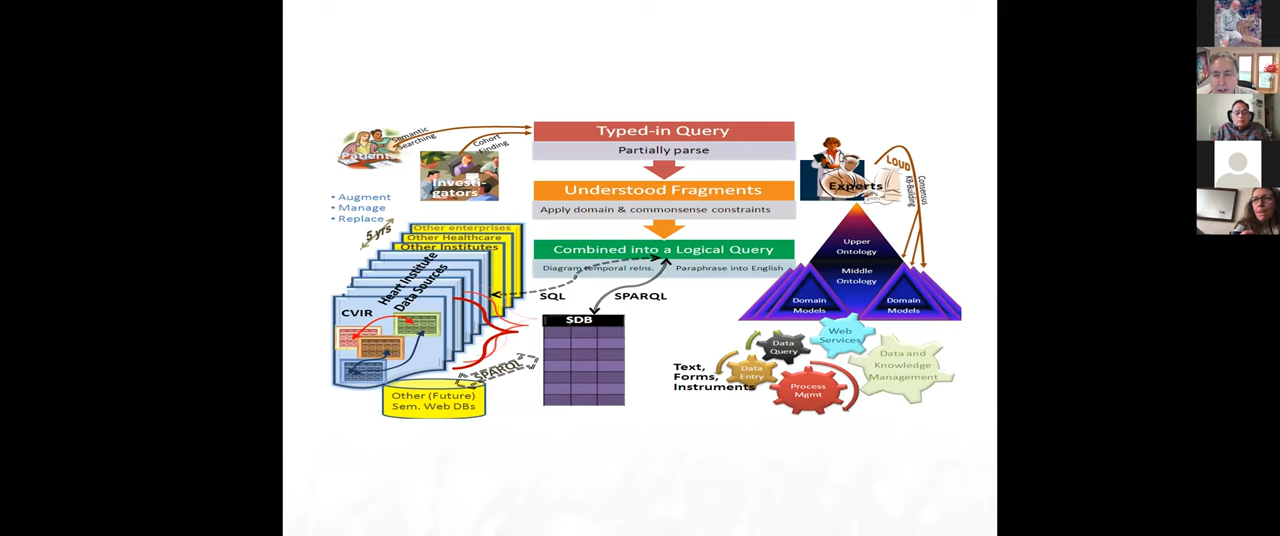 Typed-in Query
Partially parse
Understood Fragments
Apply domain & commonsense constraints
Combined into a Logical Query
Diagram temporal relns.
Paraphrase into English
Semantic
Searching
Patients
Cohort
Finding
Investi-
gators
• Augment
• Manage
• Replace
5 yrs
Other enterprises
Other Healthcare
Other Institutes
Heart Institute
Data Sources
CVIR
SQL
SPARQL
SDB
SPARQL
Other (Future)
Sem. Web DBs
Experts
LOUD
Consensus
KB-Building
Upper
Ontology
Middle
Ontology
Domain
Models
Domain
Models
Web
Services
Data
Query
Data
Entry
Process
Mgmt
Data and
Knowledge
Management
Text,
Forms,
Instruments